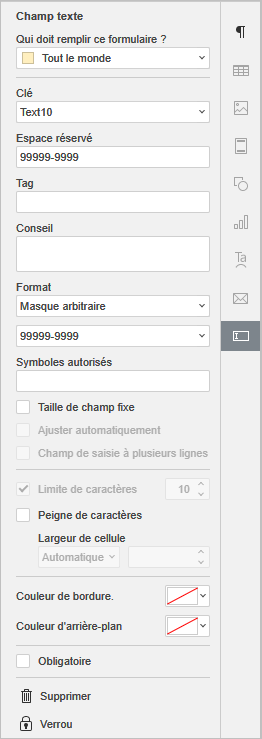 Champ texte
Qui doit remplir ce formulaire ?
Tout le monde
Clé
Text10
Espace réservé
99999-9999
Tag
Conseil
Format
Masque arbitraire
99999-9999
Symboles autorisés
Taille de champ fixe
Ajuster automatiquement
Champ de saisie à plusieurs lignes
Limite de caractères 10
Peigne de caractères
Largeur de cellule
Automatique
Couleur de bordure.
Couleur d'arrière-plan
Obligatoire
Supprimer
Verrou